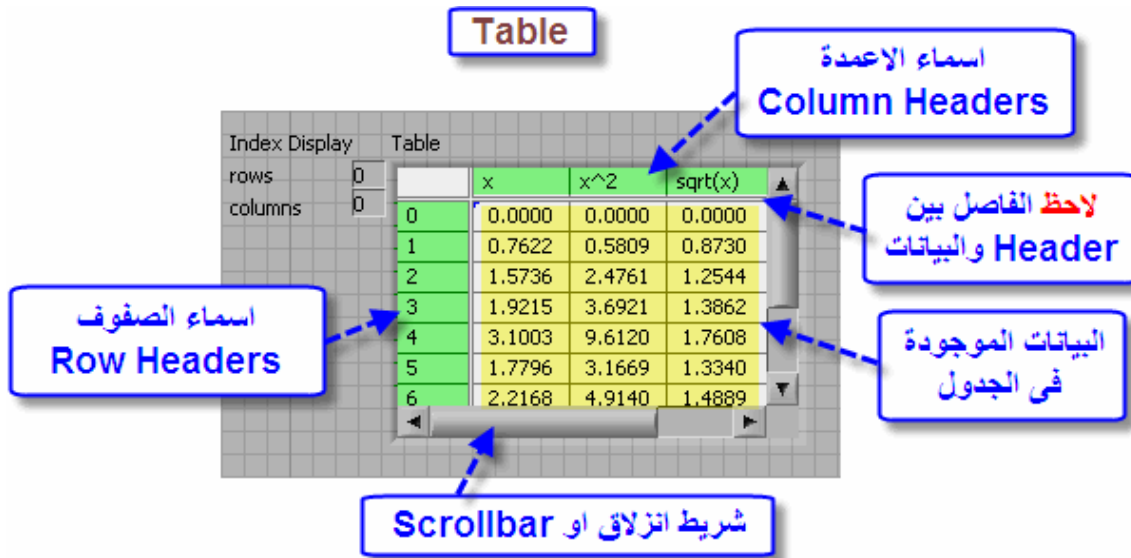 Table
اسماء الاعمدة
Column Headers
Index Display
Table
rows 0
columns 0
x x^2 sqrt(x)
0 0.0000 0.0000 0.0000
1 0.7622 0.5809 0.8730
2 1.5736 2.4761 1.2544
3 1.9215 3.6921 1.3862
4 3.1003 9.6120 1.7608
5 1.7796 3.1669 1.3340
6 2.2168 4.9140 1.4889
لاحظ الفاصل بين
Header والبيانات
اسماء الصفوف
Row Headers
البيانات الموجودة
فى الجدول
شريط انزلاق او Scrollbar